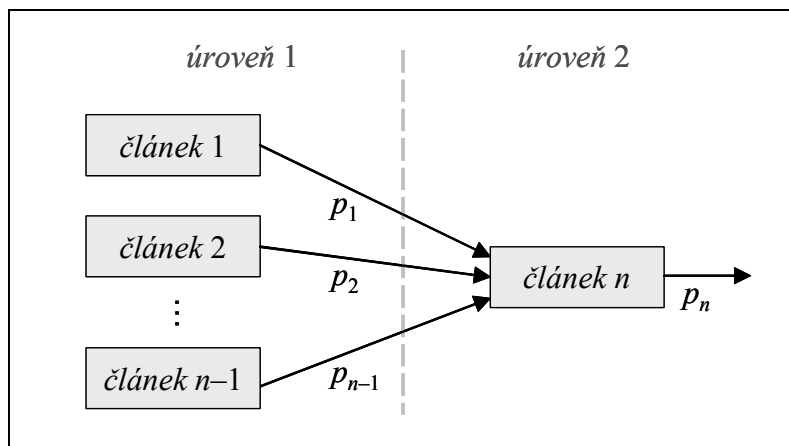 úroveň 1
úroveň 2
článek 1
p1
článek 2
p2
⋮
článek n
pn
článek n–1
pn–1